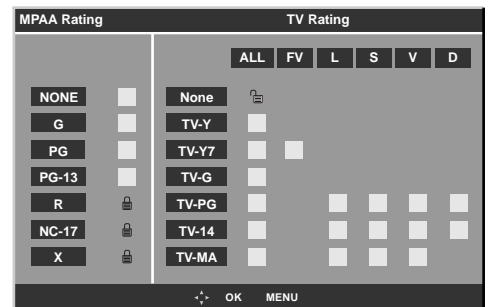 MPAA Rating TV Rating
ALL FV L S V D
NONE None
G TV-Y
PG TV-Y7
PG-13 TV-G
R TV-PG
NC-17 TV-14
X TV-MA
OK MENU